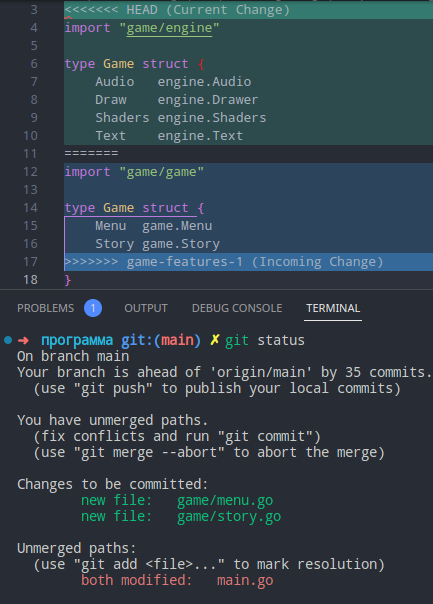 3 <<<<<<< HEAD (Current Change)
4 import "game/engine"
5
6 type Game struct {
7 Audio engine.Audio
8 Draw engine.Drawer
9 Shaders engine.Shaders
10 Text engine.Text
11 =======
12 import "game/game"
13
14 type Game struct {
15 Menu game.Menu
16 Story game.Story
17 >>>>>>> game-features-1 (Incoming Change)
18 }
PROBLEMS 1 OUTPUT DEBUG CONSOLE TERMINAL
➜ программа git:(main) ✗ git status
On branch main
Your branch is ahead of 'origin/main' by 35 commits.
(use "git push" to publish your local commits)
You have unmerged paths.
(fix conflicts and run "git commit")
(use "git merge --abort" to abort the merge)
Changes to be committed:
new file: game/menu.go
new file: game/story.go
Unmerged paths:
(use "git add <file>..." to mark resolution)
both modified: main.go